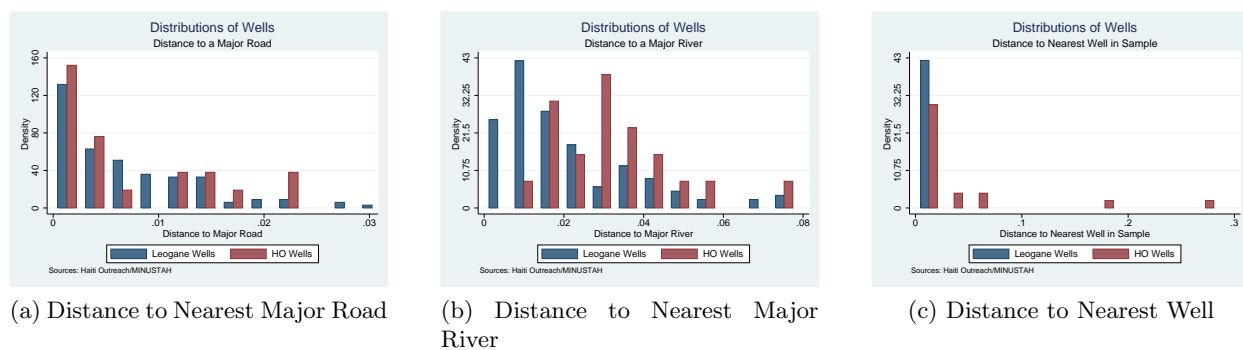 Distributions of Wells
Distance to a Major Road
Density
160
120
80
40
0
0 .01 .02 .03
Distance to Major Road
Leogane Wells HO Wells
Sources: Haiti Outreach/MINUSTAH
(a) Distance to Nearest Major Road
Distributions of Wells
Distance to a Major River
Density
43
32.25
21.5
10.75
0
0 .02 .04 .06 .08
Distance to Major River
Leogane Wells HO Wells
Sources: Haiti Outreach/MINUSTAH
(b) Distance to Nearest Major
River
Distributions of Wells
Distance to Nearest Well in Sample
Density
43
32.25
21.5
10.75
0
0 .1 .2 .3
Distance to Nearest Well in Sample
Leogane Wells HO Wells
Sources: Haiti Outreach/MINUSTAH
(c) Distance to Nearest Well